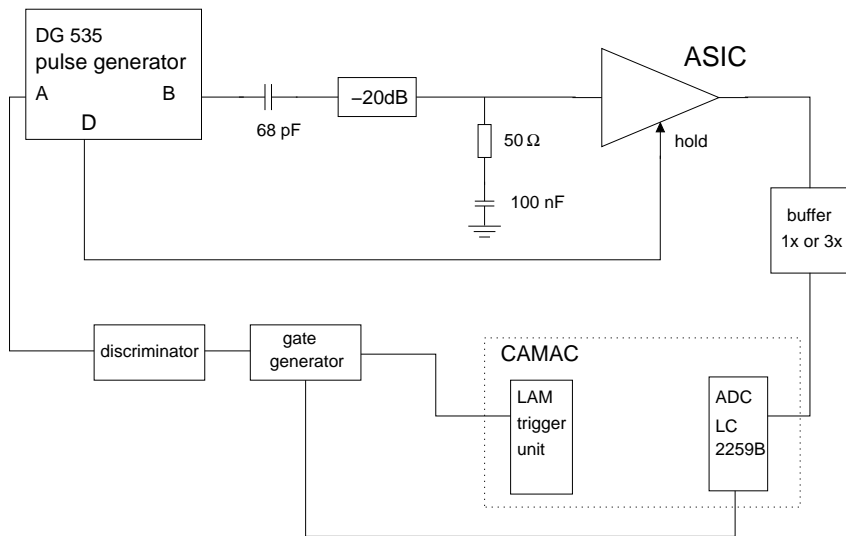 DG 535
pulse generator
A
B
D
68 pF
–20dB
50 Ω
100 nF
ASIC
hold
buffer
1x or 3x
discriminator
gate
generator
CAMAC
LAM
trigger
unit
ADC
LC
2259B